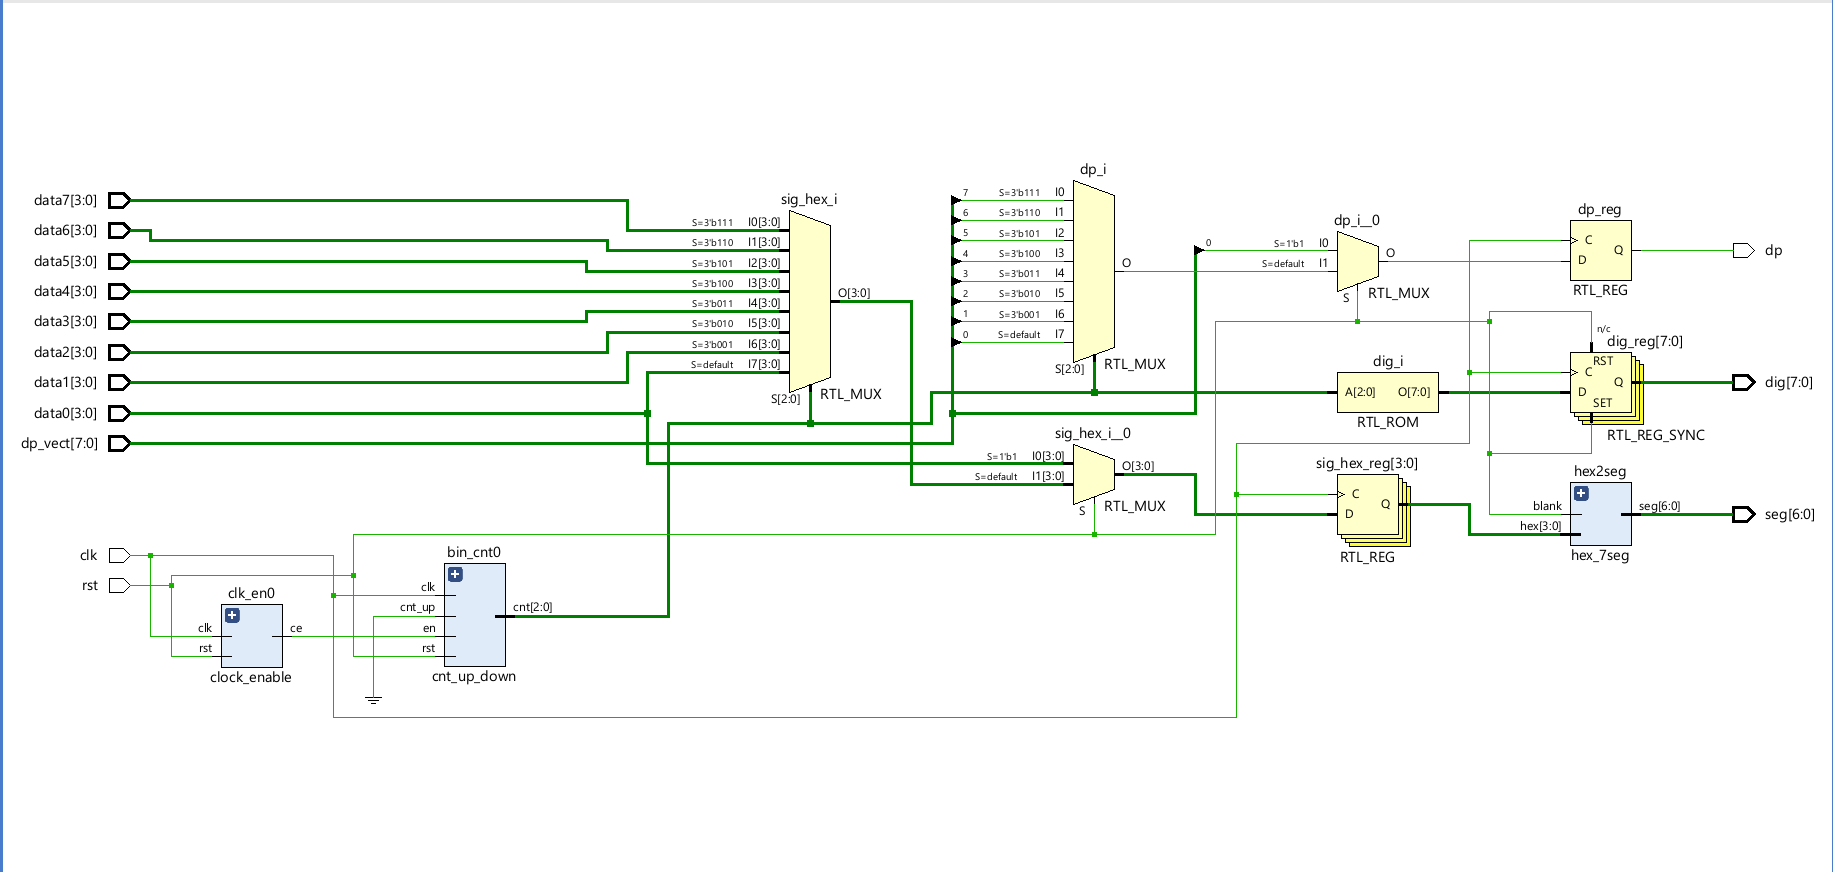 data7[3:0]
data6[3:0]
data5[3:0]
data4[3:0]
data3[3:0]
data2[3:0]
data1[3:0]
data0[3:0]
dp_vect[7:0]
clk
rst
clk_en0
clk
rst
ce
clock_enable
bin_cnt0
clk
cnt_up
en
rst
cnt[2:0]
cnt_up_down
sig_hex_i
S=3'b111 I0[3:0]
S=3'b110 I1[3:0]
S=3'b101 I2[3:0]
S=3'b100 I3[3:0]
S=3'b011 I4[3:0]
S=3'b010 I5[3:0]
S=3'b001 I6[3:0]
S=default I7[3:0]
O[3:0]
S[2:0]
RTL_MUX
dp_i
7 S=3'b111 I0
6 S=3'b110 I1
5 S=3'b101 I2
4 S=3'b100 I3
3 S=3'b011 I4
2 S=3'b010 I5
1 S=3'b001 I6
0 S=default I7
O
S[2:0]
RTL_MUX
sig_hex_i__0
S=1'b1 I0[3:0]
S=default I1[3:0]
O[3:0]
S
RTL_MUX
dp_i__0
0 S=1'b1 I0
S=default I1
O
S
RTL_MUX
dig_i
A[2:0] O[7:0]
RTL_ROM
sig_hex_reg[3:0]
C
Q
D
RTL_REG
dp_reg
C
Q
D
RTL_REG
n/c
dig_reg[7:0]
RST
C
Q
D
SET
RTL_REG_SYNC
hex2seg
blank
hex[3:0]
seg[6:0]
hex_7seg
dp
dig[7:0]
seg[6:0]